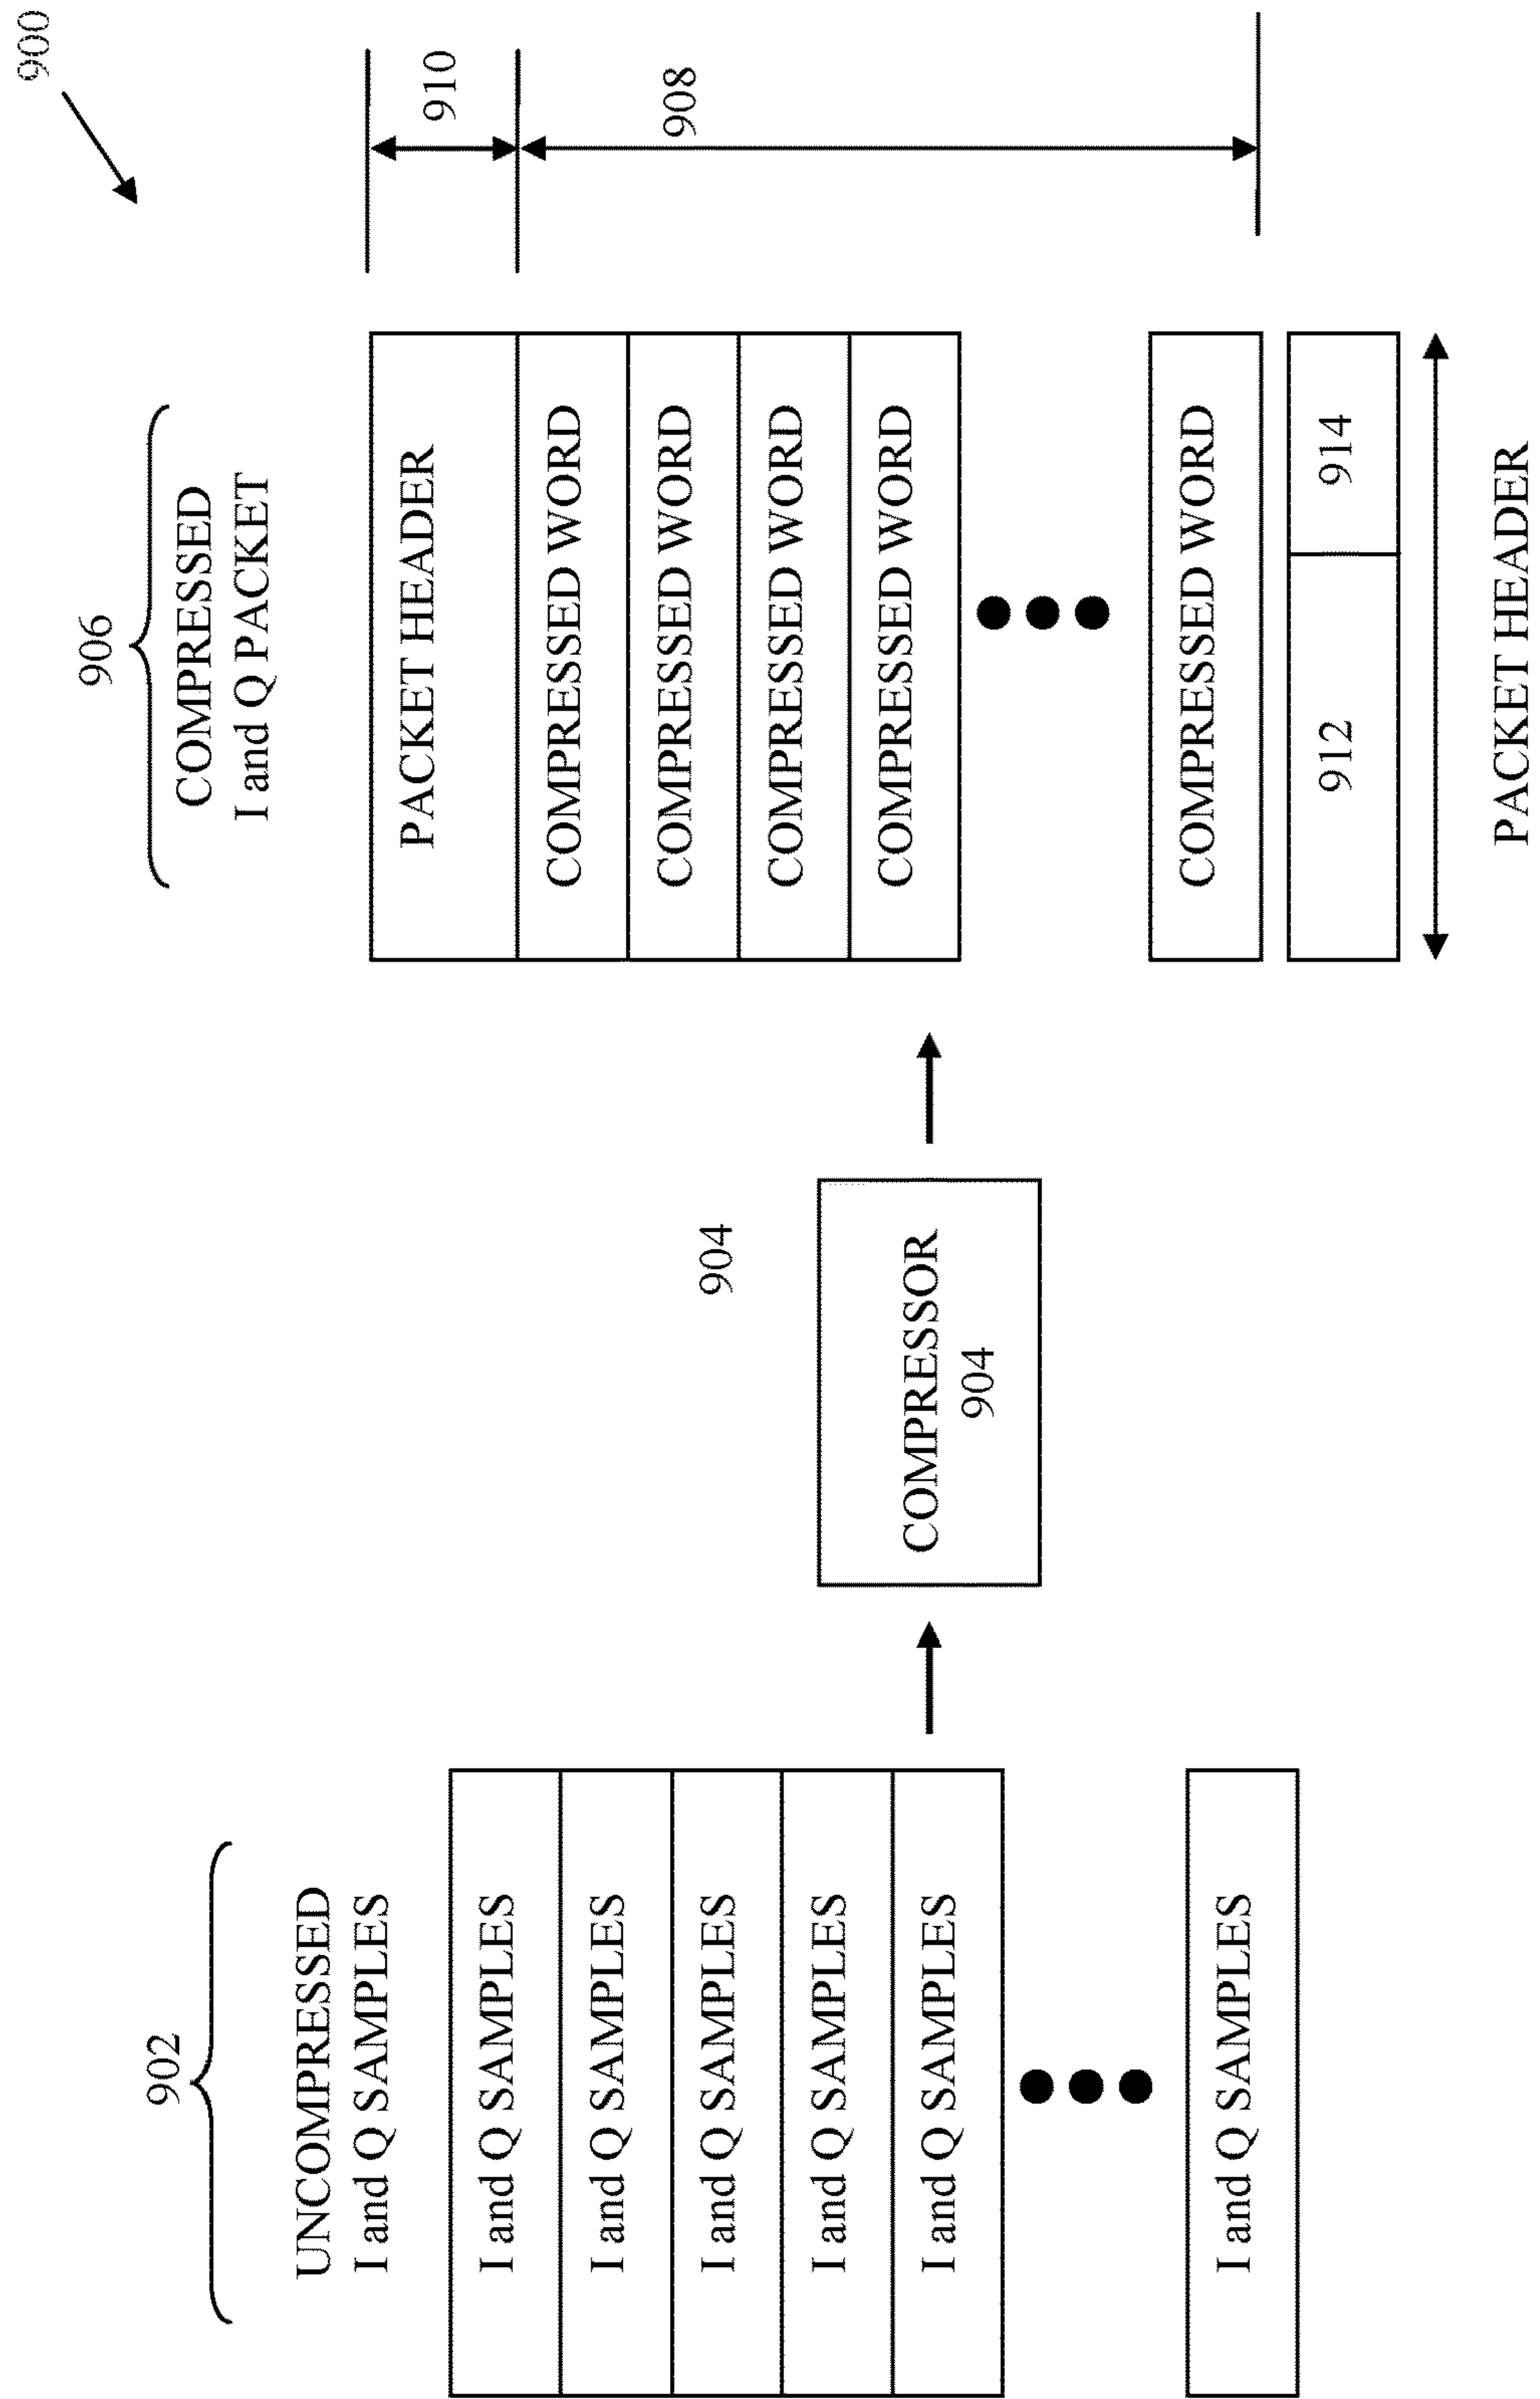 900
902
UNCOMPRESSED
I and Q SAMPLES
I and Q SAMPLES
I and Q SAMPLES
I and Q SAMPLES
I and Q SAMPLES
I and Q SAMPLES
I and Q SAMPLES
904
COMPRESSOR
904
906
COMPRESSED
I and Q PACKET
PACKET HEADER
COMPRESSED WORD
COMPRESSED WORD
COMPRESSED WORD
COMPRESSED WORD
COMPRESSED WORD
910
908
912
914
PACKET HEADER